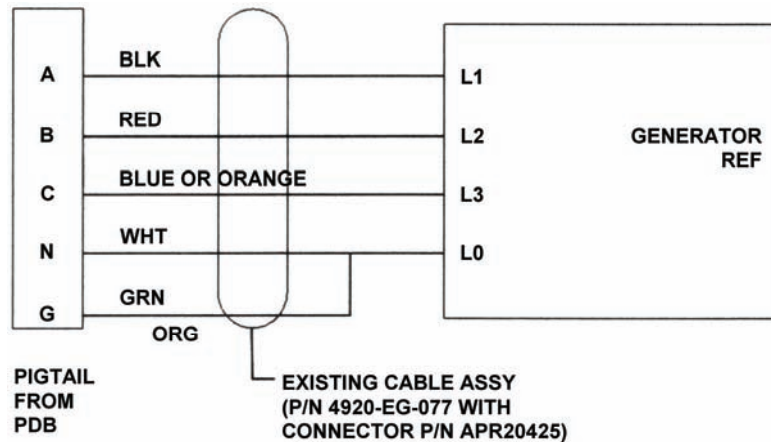 A BLK L1
B RED L2
GENERATOR
REF
C BLUE OR ORANGE L3
N WHT L0
G GRN
ORG
PIGTAIL
FROM
PDB
EXISTING CABLE ASSY
(P/N 4920-EG-077 WITH
CONNECTOR P/N APR20425)